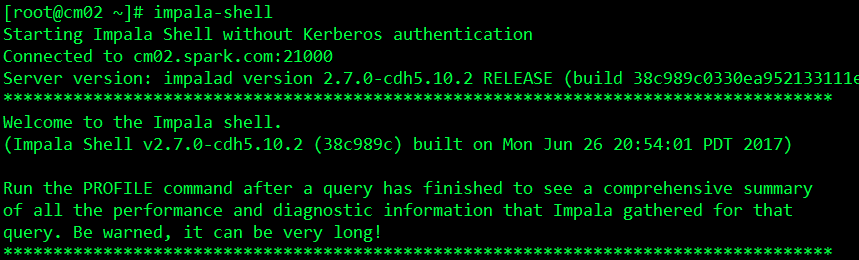 [root@cm02 ~]# impala-shell
Starting Impala Shell without Kerberos authentication
Connected to cm02.spark.com:21000
Server version: impalad version 2.7.0-cdh5.10.2 RELEASE (build 38c989c0330ea952133111e
***********************************************************************************
Welcome to the Impala shell.
(Impala Shell v2.7.0-cdh5.10.2 (38c989c) built on Mon Jun 26 20:54:01 PDT 2017)
Run the PROFILE command after a query has finished to see a comprehensive summary
of all the performance and diagnostic information that Impala gathered for that
query. Be warned, it can be very long!
***********************************************************************************